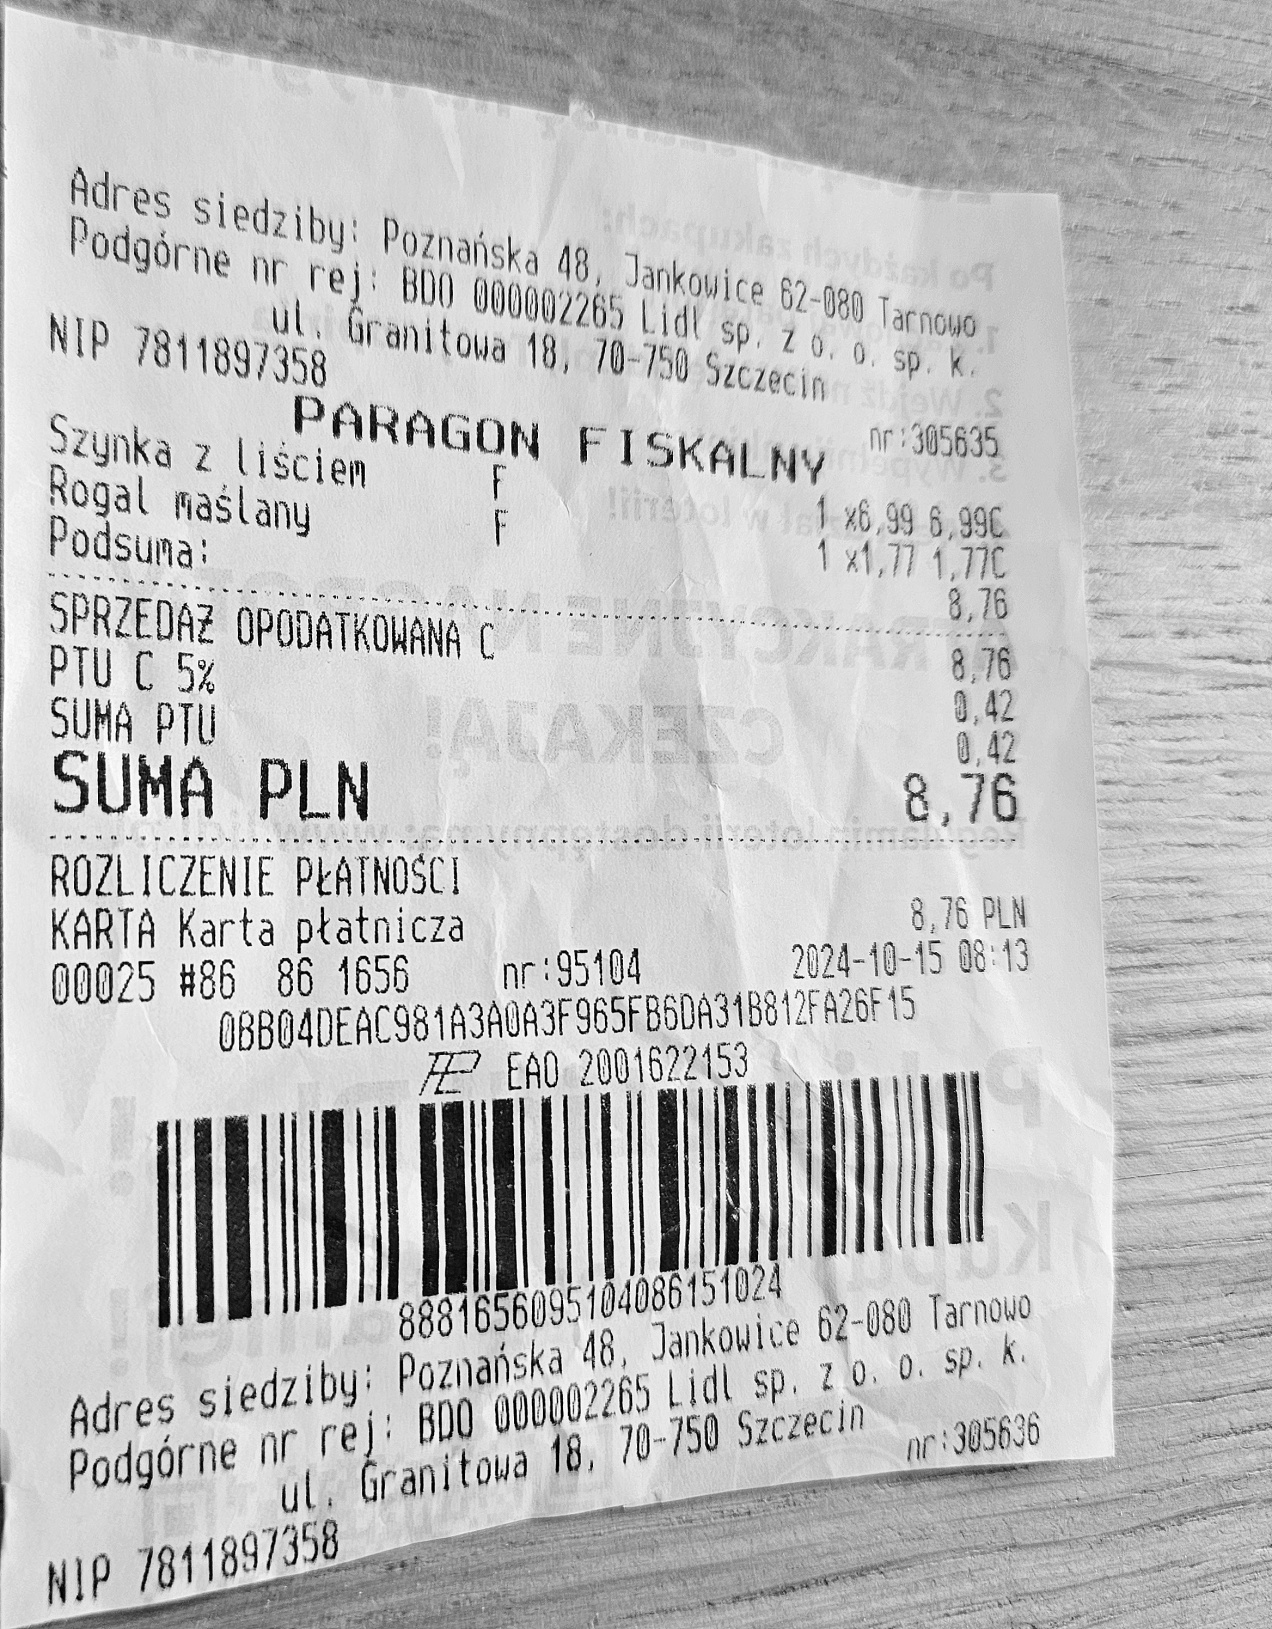 Adres siedziby: Poznańska 48, Jankowice 62-080 Tarnowo
Podgórne nr rej: BDO 000002265 Lidl sp. z o. o. sp. k.
ul. Granitowa 18, 70-750 Szczecin
NIP 7811897358 nr:305635
PARAGON FISKALNY
Szynka z liściem F 1 x6,99 6,99C
Rogal maślany F 1 x1,77 1,77C
Podsuma: 8,76
SPRZEDAŻ OPODATKOWANA C 8,76
PTU C 5% 0,42
SUMA PTU 0,42
SUMA PLN 8,76
ROZLICZENIE PŁATNOŚCI
KARTA Karta płatnicza 8,76 PLN
00025 #86 86 1656 nr:95104 2024-10-15 08:13
0BB04DEAC981A3A0A3F965FB6DA31B812FA26F15
EAO 2001622153
8881656095104086151024
Adres siedziby: Poznańska 48, Jankowice 62-080 Tarnowo
Podgórne nr rej: BDO 000002265 Lidl sp. z o. o. sp. k.
ul. Granitowa 18, 70-750 Szczecin
NIP 7811897358 nr:305636